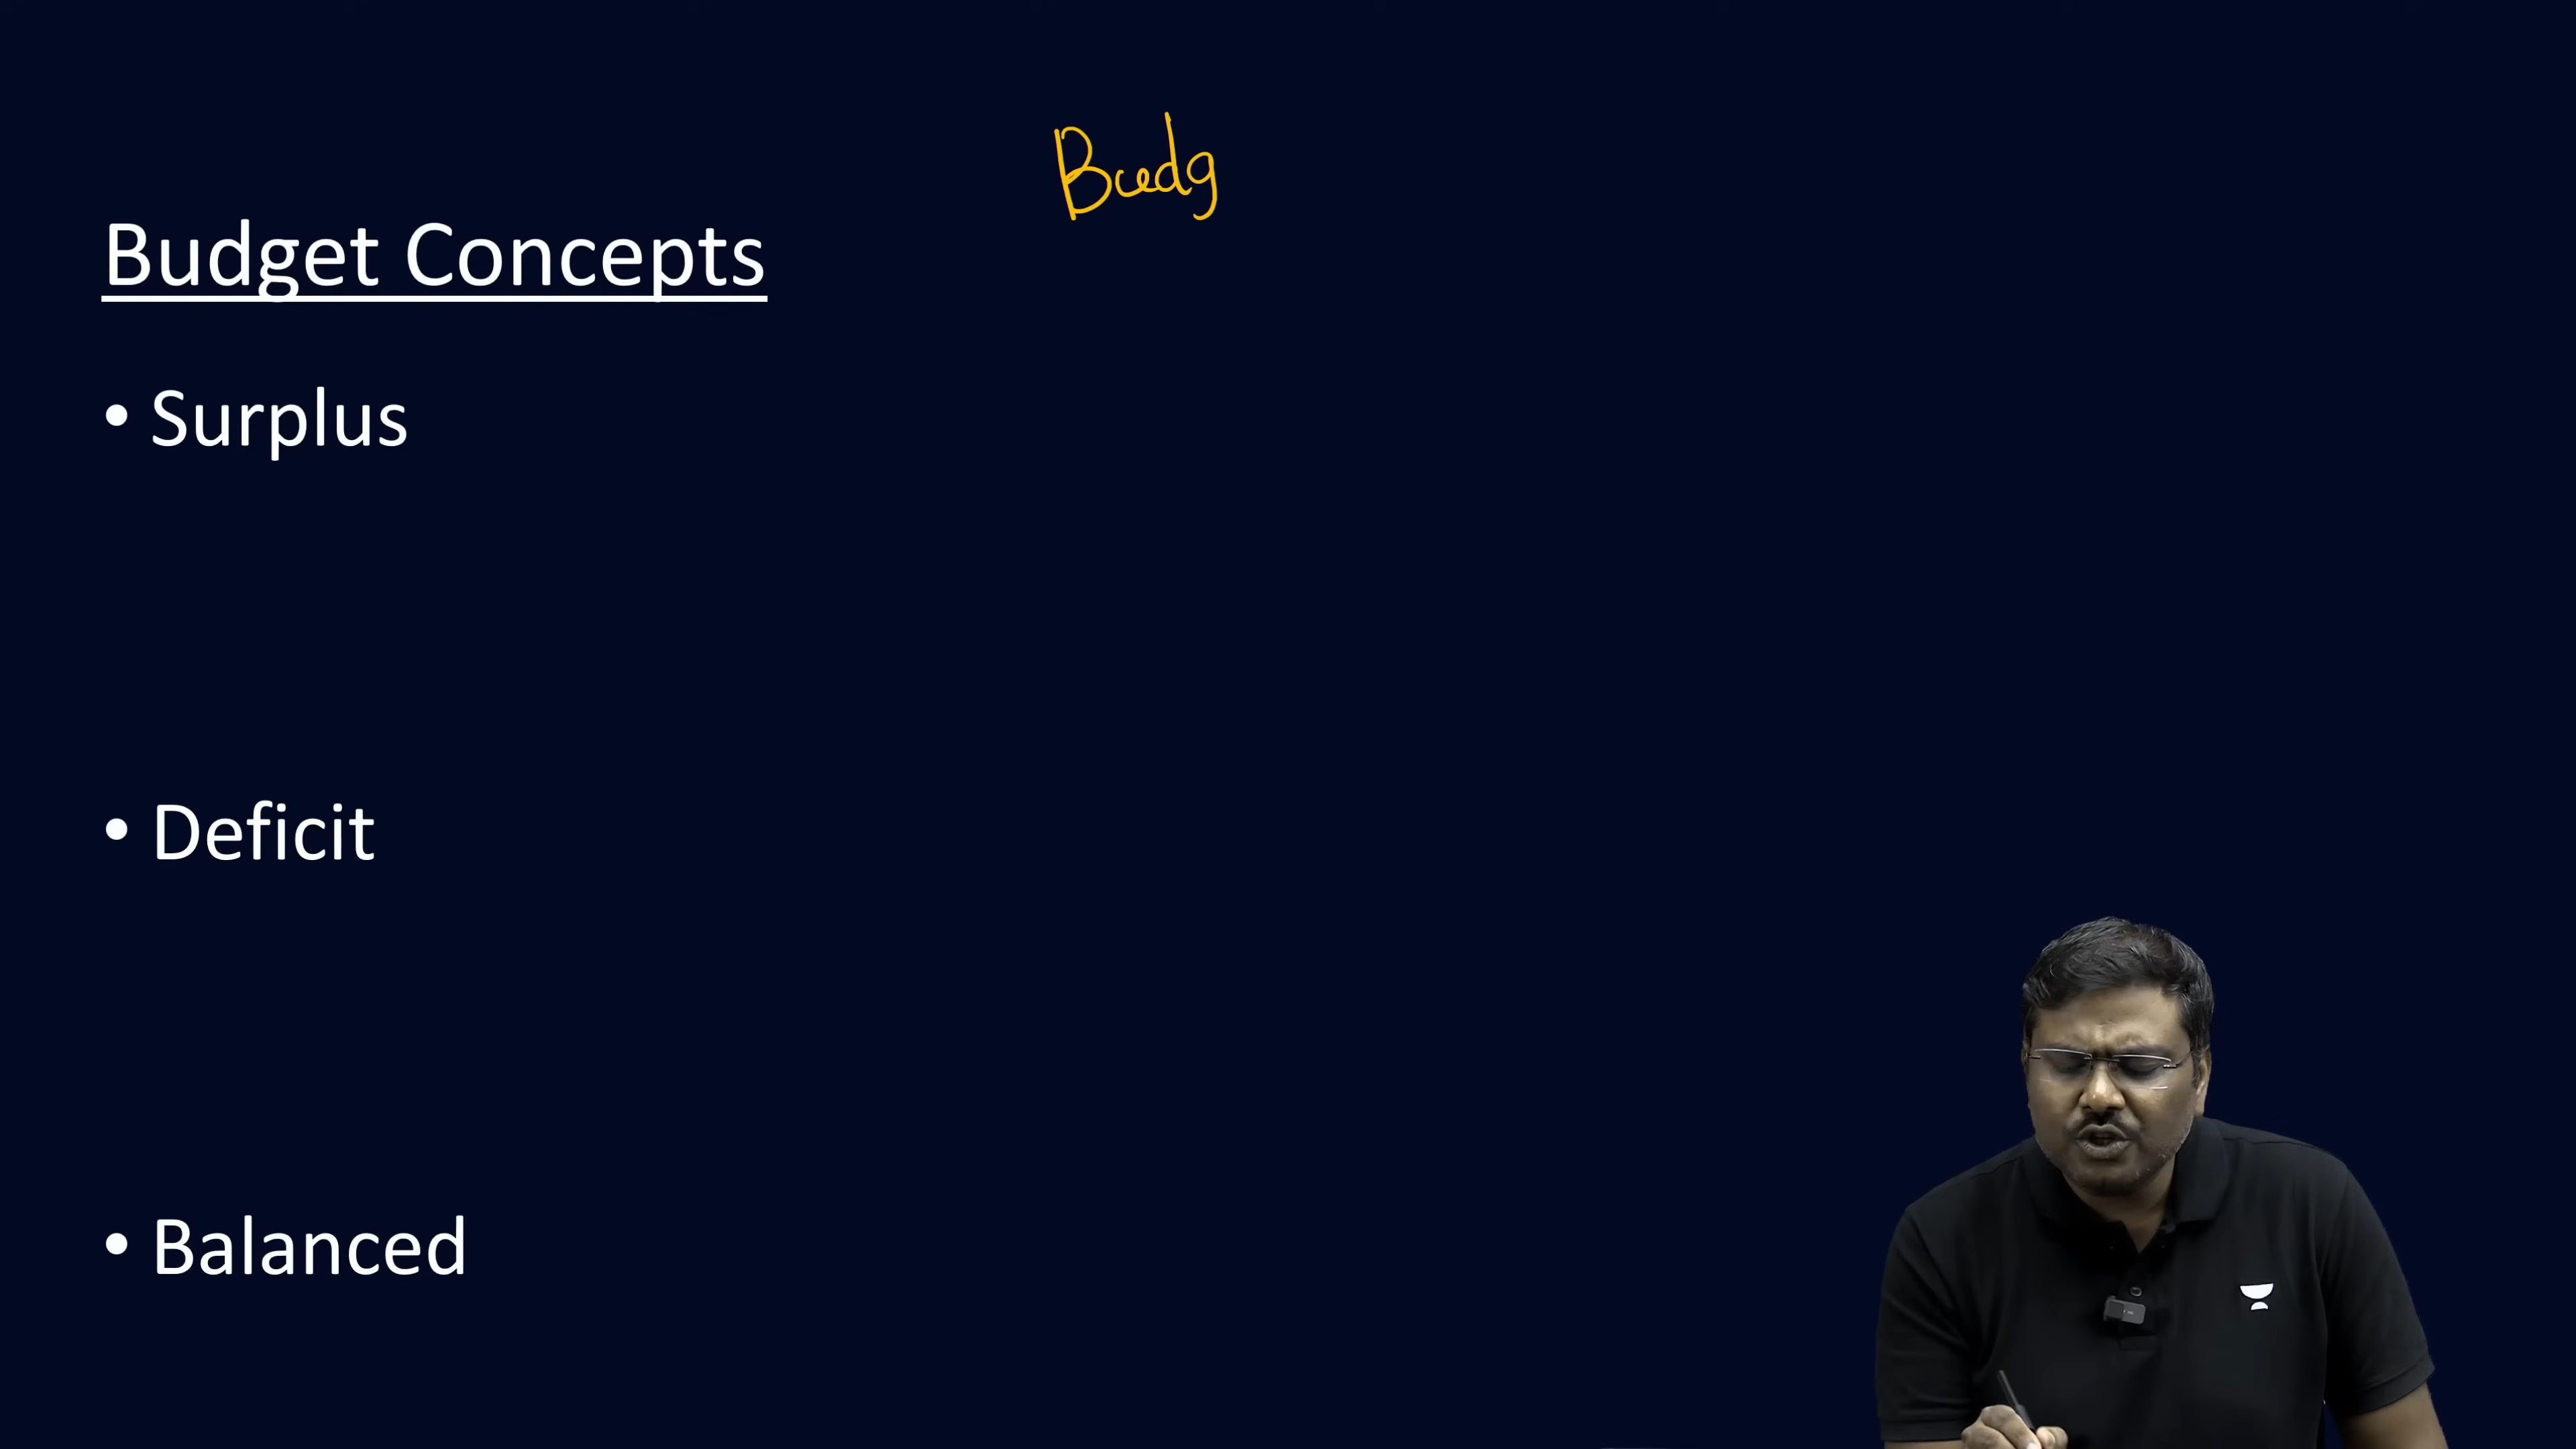 Budg
Budget Concepts
• Surplus
• Deficit
• Balanced